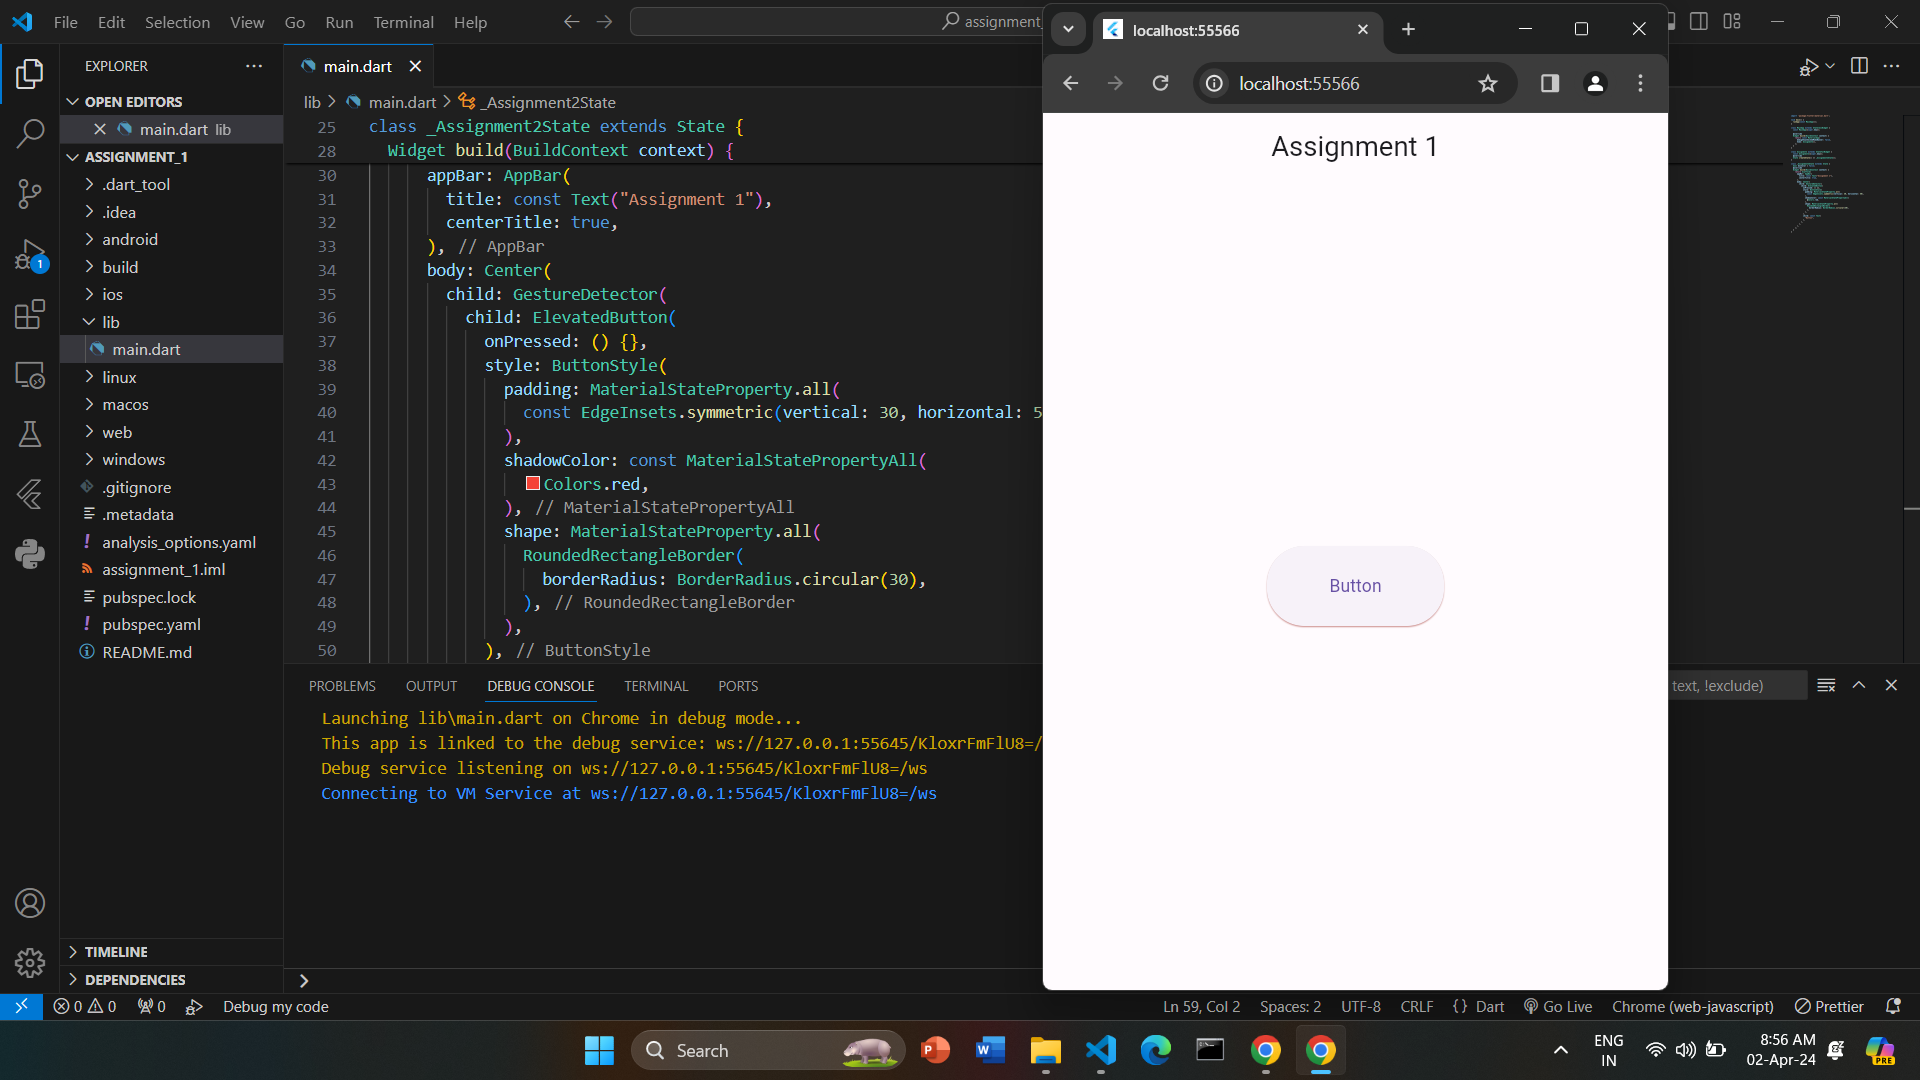 File Edit Selection View Go Run Terminal Help
assignment_
EXPLORER
OPEN EDITORS
main.dart lib
ASSIGNMENT_1
.dart_tool
.idea
android
build
ios
lib
main.dart
linux
macos
web
windows
.gitignore
.metadata
analysis_options.yaml
assignment_1.iml
pubspec.lock
pubspec.yaml
README.md
TIMELINE
DEPENDENCIES
1
main.dart
lib > main.dart > _Assignment2State
25 class _Assignment2State extends State {
28 Widget build(BuildContext context) {
30 appBar: AppBar(
31 title: const Text("Assignment 1"),
32 centerTitle: true,
33 ), // AppBar
34 body: Center(
35 child: GestureDetector(
36 child: ElevatedButton(
37 onPressed: () {},
38 style: ButtonStyle(
39 padding: MaterialStateProperty.all(
40 const EdgeInsets.symmetric(vertical: 30, horizontal: 5
41 ),
42 shadowColor: const MaterialStatePropertyAll(
43 Colors.red,
44 ), // MaterialStatePropertyAll
45 shape: MaterialStateProperty.all(
46 RoundedRectangleBorder(
47 borderRadius: BorderRadius.circular(30),
48 ), // RoundedRectangleBorder
49 ),
50 ), // ButtonStyle
PROBLEMS OUTPUT DEBUG CONSOLE TERMINAL PORTS
text, !exclude)
Launching lib\main.dart on Chrome in debug mode...
This app is linked to the debug service: ws://127.0.0.1:55645/KloxrFmFlU8=/
Debug service listening on ws://127.0.0.1:55645/KloxrFmFlU8=/ws
Connecting to VM Service at ws://127.0.0.1:55645/KloxrFmFlU8=/ws
localhost:55566
localhost:55566
Assignment 1
Button
0 0 0 Debug my code
Ln 59, Col 2 Spaces: 2 UTF-8 CRLF {} Dart Go Live Chrome (web-javascript) Prettier
Search
ENG
IN
8:56 AM
02-Apr-24
PRE